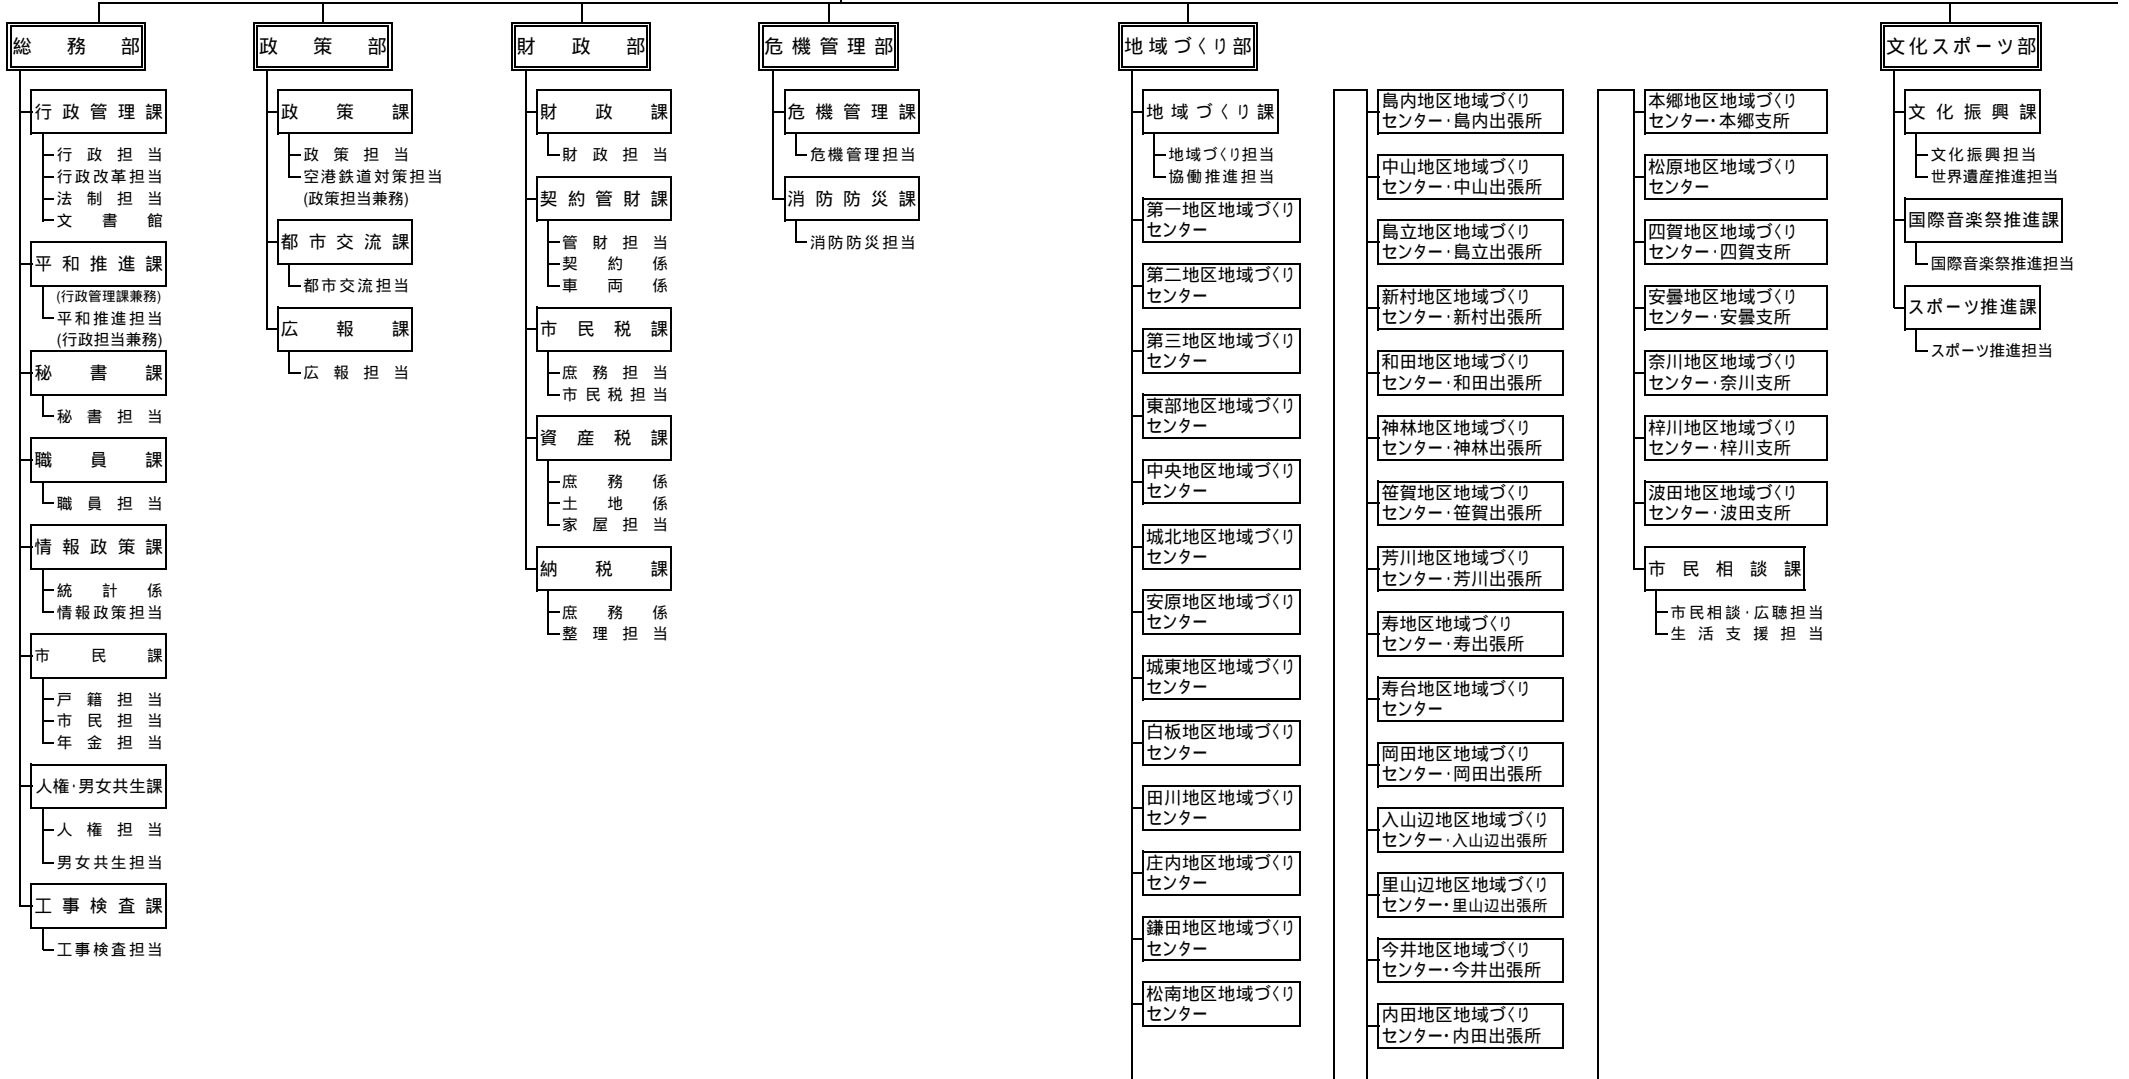 総務部
行政管理課
行政担当
行政改革担当
法制担当
文書館
平和推進課
(行政管理課兼務)
平和推進担当
(行政担当兼務)
秘書課
秘書担当
職員課
職員担当
情報政策課
統計係
情報政策担当
市民課
戸籍担当
市民担当
年金担当
人権・男女共生課
人権担当
男女共生担当
工事検査課
工事検査担当
政策部
政策課
政策担当
空港鉄道対策担当
(政策担当兼務)
都市交流課
都市交流担当
広報課
広報担当
財政部
財政課
財政担当
契約管財課
管財担当
契約係
車両係
市民税課
庶務担当
市民税担当
資産税課
庶務係
土地係
家屋担当
納税課
庶務係
整理担当
危機管理部
危機管理課
危機管理担当
消防防災課
消防防災担当
地域づくり部
地域づくり課
地域づくり担当
協働推進担当
第一地区地域づくり
センター
第二地区地域づくり
センター
第三地区地域づくり
センター
東部地区地域づくり
センター
中央地区地域づくり
センター
城北地区地域づくり
センター
安原地区地域づくり
センター
城東地区地域づくり
センター
白板地区地域づくり
センター
田川地区地域づくり
センター
庄内地区地域づくり
センター
鎌田地区地域づくり
センター
松南地区地域づくり
センター
島内地区地域づくり
センター・島内出張所
中山地区地域づくり
センター・中山出張所
島立地区地域づくり
センター・島立出張所
新村地区地域づくり
センター・新村出張所
和田地区地域づくり
センター・和田出張所
神林地区地域づくり
センター・神林出張所
笹賀地区地域づくり
センター・笹賀出張所
芳川地区地域づくり
センター・芳川出張所
寿地区地域づくり
センター・寿出張所
寿台地区地域づくり
センター
岡田地区地域づくり
センター・岡田出張所
入山辺地区地域づくり
センター・入山辺出張所
里山辺地区地域づくり
センター・里山辺出張所
今井地区地域づくり
センター・今井出張所
内田地区地域づくり
センター・内田出張所
本郷地区地域づくり
センター・本郷支所
松原地区地域づくり
センター
四賀地区地域づくり
センター・四賀支所
安曇地区地域づくり
センター・安曇支所
奈川地区地域づくり
センター・奈川支所
梓川地区地域づくり
センター・梓川支所
波田地区地域づくり
センター・波田支所
市民相談課
市民相談・広聴担当
生活支援担当
文化スポーツ部
文化振興課
文化振興担当
世界遺産推進担当
国際音楽祭推進課
国際音楽祭推進担当
スポーツ推進課
スポーツ推進担当